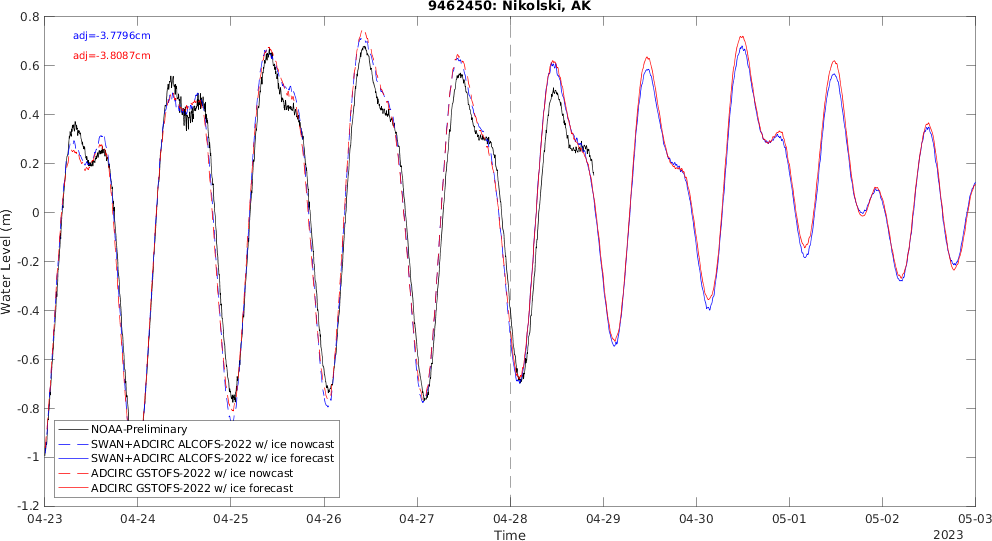 9462450: Nikolski, AK
adj=-3.7796cm
adj=-3.8087cm
0.8
0.6
0.4
0.2
0
-0.2
-0.4
-0.6
-0.8
-1
-1.2
Water Level (m)
NOAA-Preliminary
SWAN+ADCIRC ALCOFS-2022 w/ ice nowcast
SWAN+ADCIRC ALCOFS-2022 w/ ice forecast
ADCIRC GSTOFS-2022 w/ ice nowcast
ADCIRC GSTOFS-2022 w/ ice forecast
04-23 04-24 04-25 04-26 04-27 04-28 04-29 04-30 05-01 05-02 05-03
Time
2023